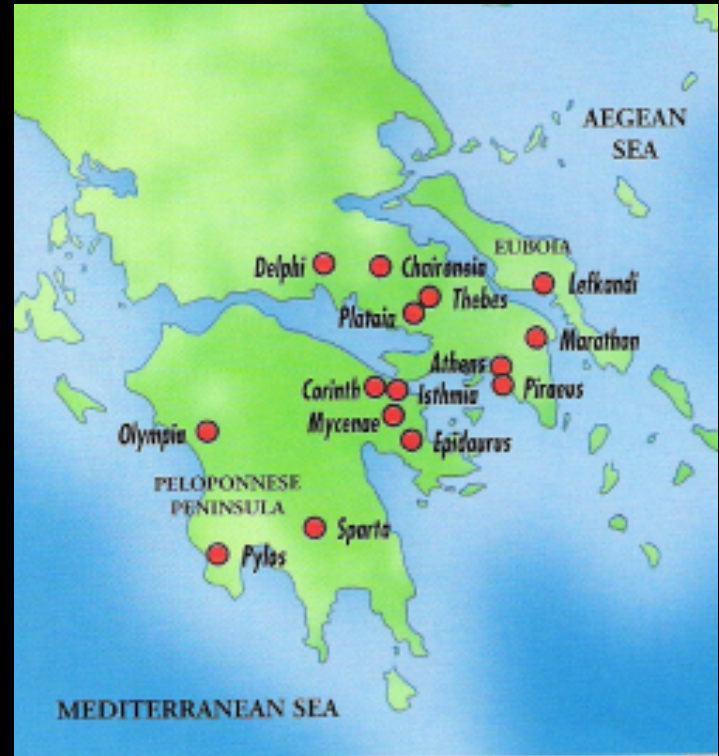 AEGEAN
SEA
EUBOIA
Delphi
Chaironeia
Lefkandi
Thebes
Plataia
Marathon
Athens
Piraeus
Corinth
Isthmia
Mycenae
Olympia
Epidaurus
PELOPONNESE
PENINSULA
Sparta
Pylos
MEDITERRANEAN SEA